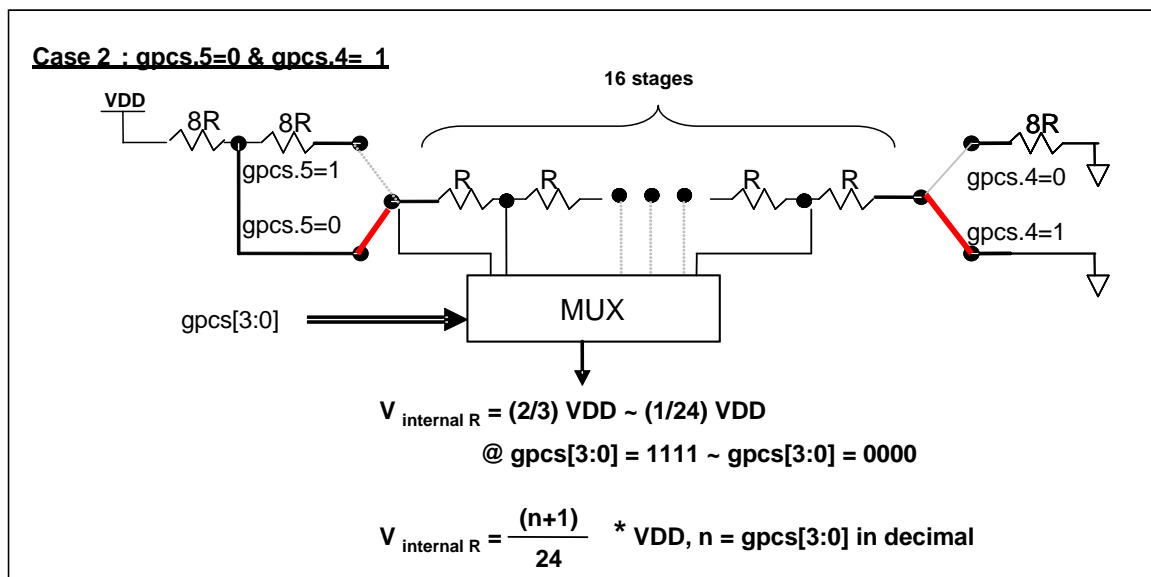 Case 2 : gpcs.5=0 & gpcs.4= 1
16 stages
VDD
8R 8R 8R
gpcs.5=1 gpcs.4=0
R R R R
gpcs.5=0 gpcs.4=1
MUX
gpcs[3:0]
V internal R = (2/3) VDD ~ (1/24) VDD
@ gpcs[3:0] = 1111 ~ gpcs[3:0] = 0000
(n+1)
V internal R = * VDD, n = gpcs[3:0] in decimal
24